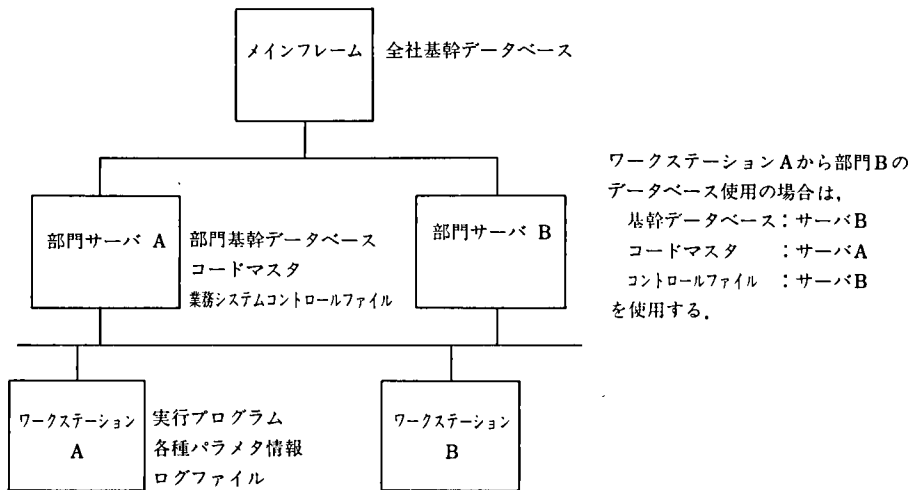 メインフレーム
全社基幹データベース
ワークステーションAから部門Bの
データベース使用の場合は,
基幹データベース:サーバB
コードマスタ :サーバA
コントロールファイル :サーバB
を使用する.
部門サーバ A
部門基幹データベース
コードマスタ
業務システムコントロールファイル
部門サーバ B
ワークステーション
A
実行プログラム
各種パラメタ情報
ログファイル
ワークステーション
B